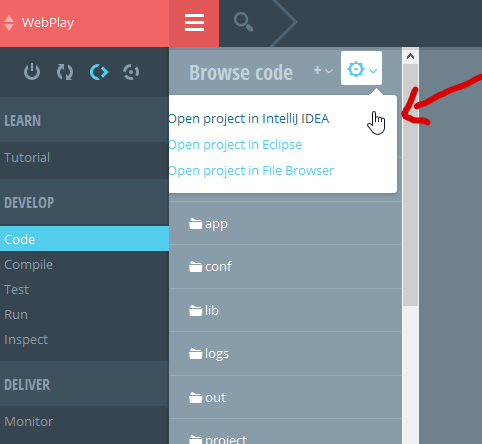 WebPlay
Browse code
+
LEARN
Tutorial
DEVELOP
Code
Compile
Test
Run
Inspect
DELIVER
Monitor
Open project in IntelliJ IDEA
Open project in Eclipse
Open project in File Browser
app
conf
lib
logs
out
project